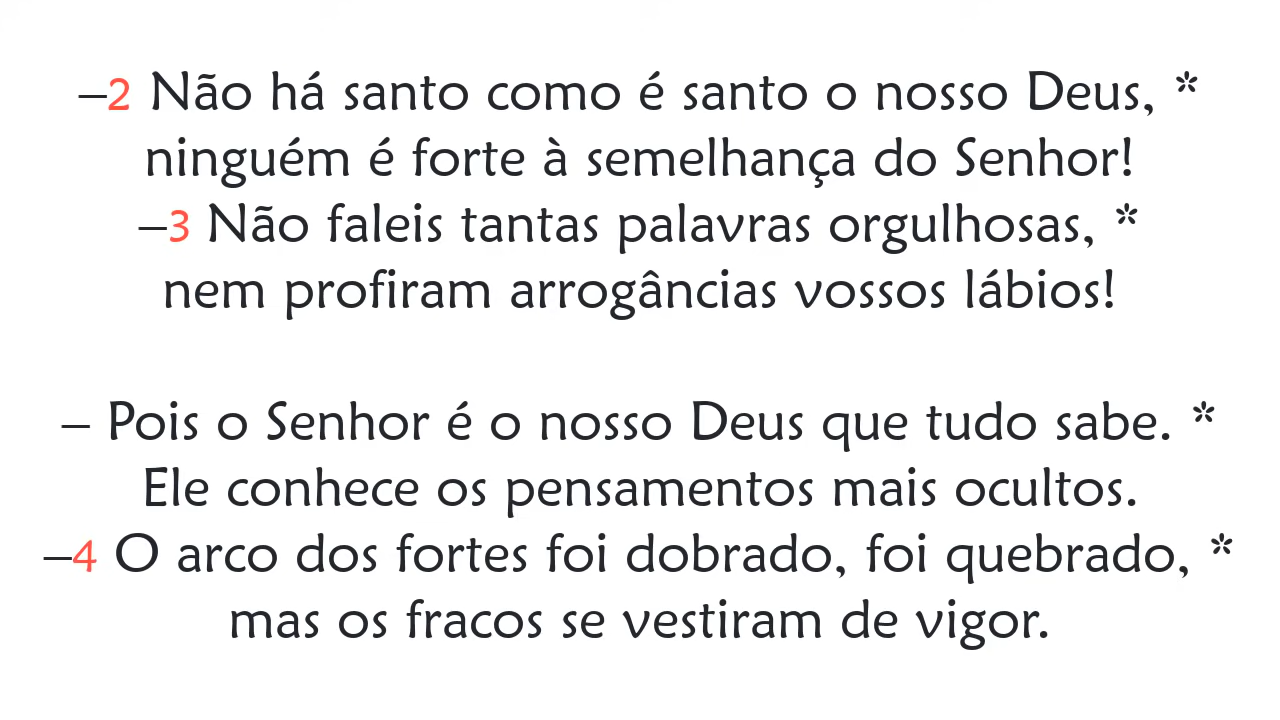 –2 Não há santo como é santo o nosso Deus, *
ninguém é forte à semelhança do Senhor!
–3 Não faleis tantas palavras orgulhosas, *
nem profiram arrogâncias vossos lábios!
– Pois o Senhor é o nosso Deus que tudo sabe. *
Ele conhece os pensamentos mais ocultos.
–4 O arco dos fortes foi dobrado, foi quebrado, *
mas os fracos se vestiram de vigor.